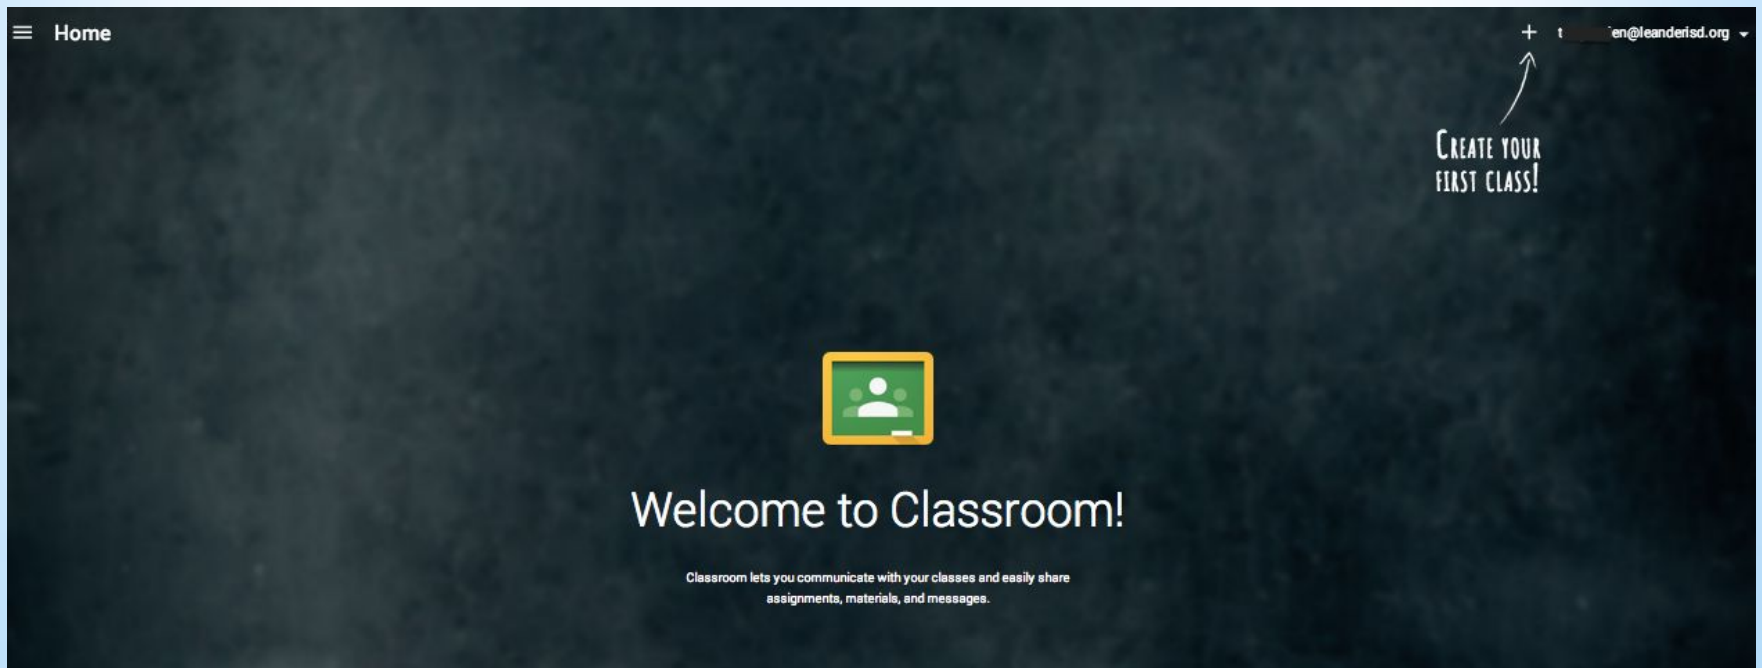 Home
+ t en@leanderisd.org
CREATE YOUR
FIRST CLASS!
Welcome to Classroom!
Classroom lets you communicate with your classes and easily share
assignments, materials, and messages.